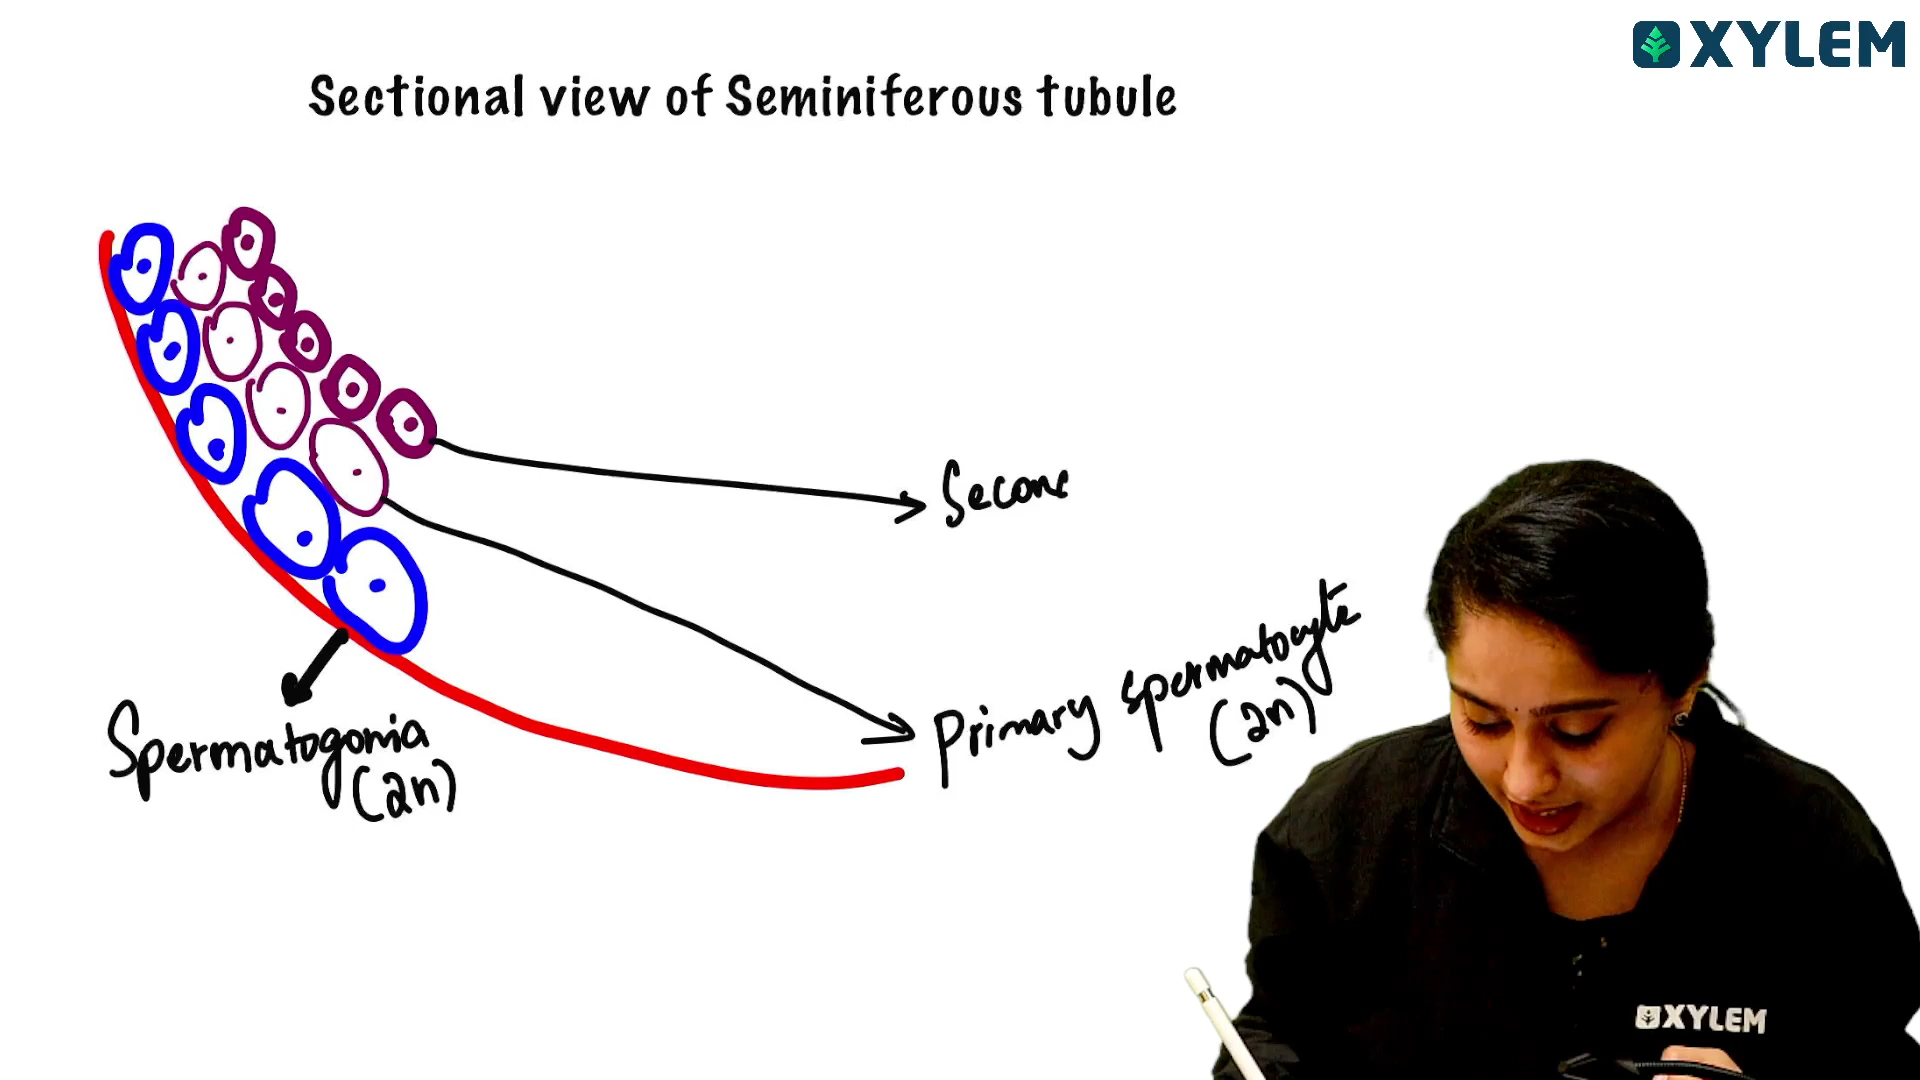 XYLEM
Sectional view of Seminiferous tubule
Secon
Primary spermatocyte
(2n)
Spermatogonia
(2n)
XYLEM